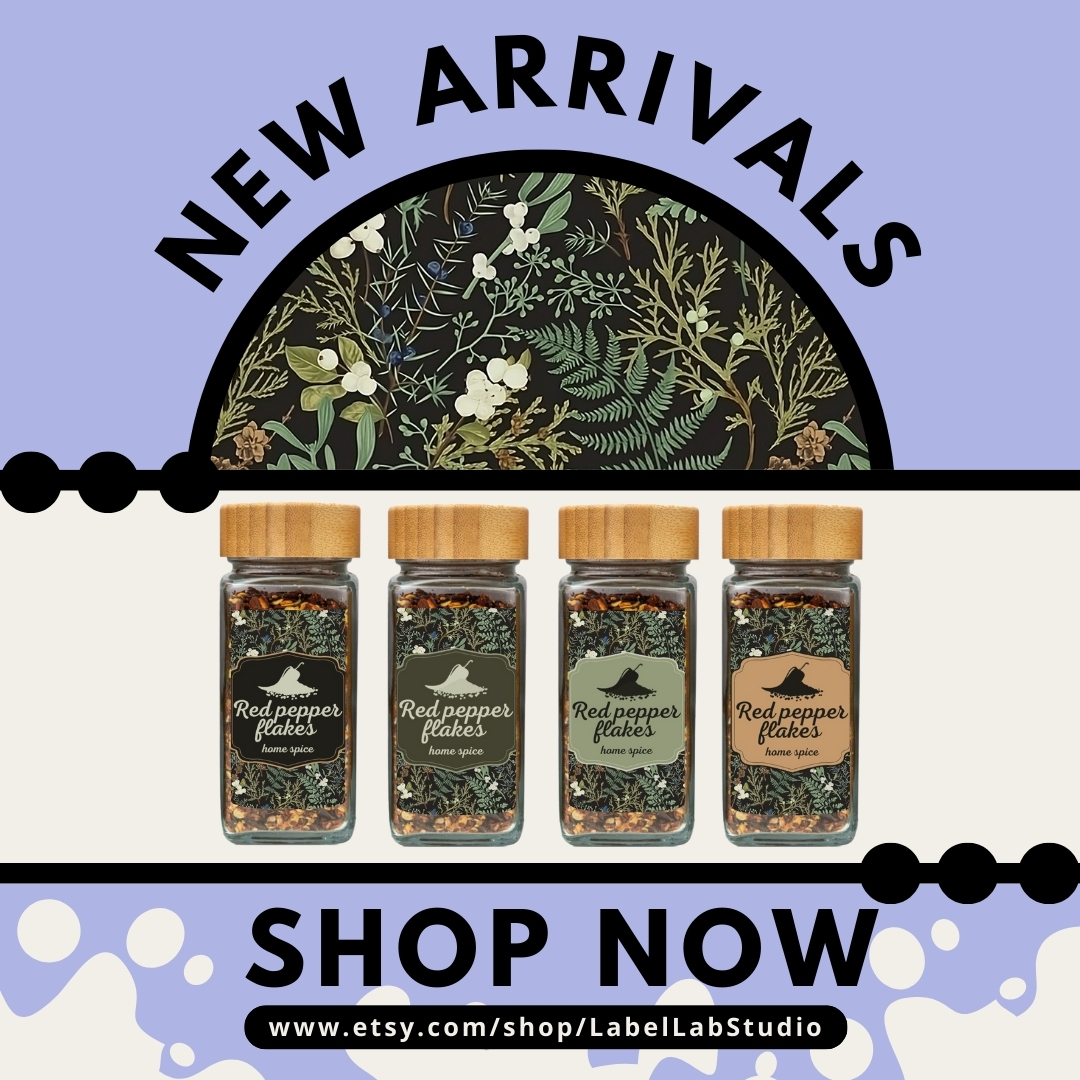 NEW ARRIVALS
Red pepper
flakes
home spice
Red pepper
flakes
home spice
Red pepper
flakes
home spice
Red pepper
flakes
home spice
SHOP NOW
www.etsy.com/shop/LabelLabStudio